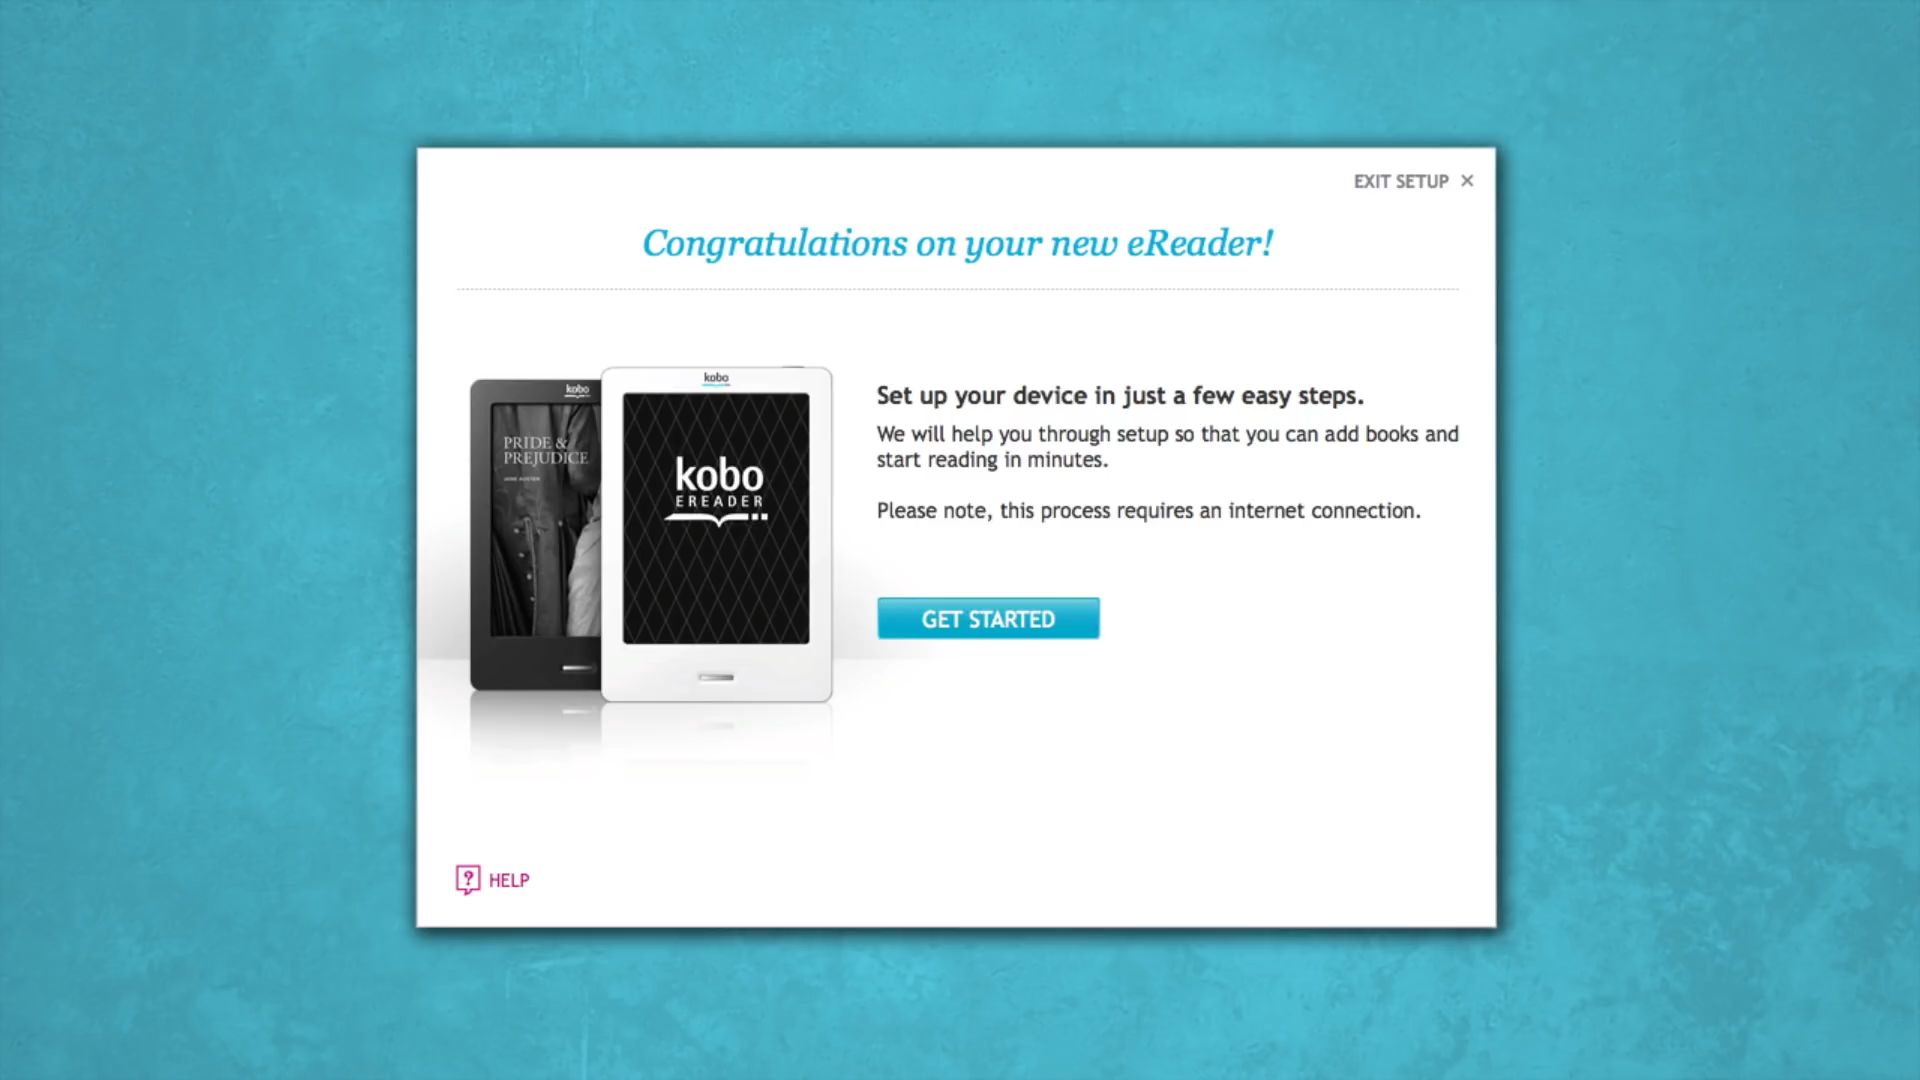 EXIT SETUP ×
Congratulations on your new eReader!
kobo
PRIDE &
PREJUDICE
JANE AUSTEN
kobo
kobo
EREADER
Set up your device in just a few easy steps.
We will help you through setup so that you can add books and
start reading in minutes.
Please note, this process requires an internet connection.
GET STARTED
? HELP